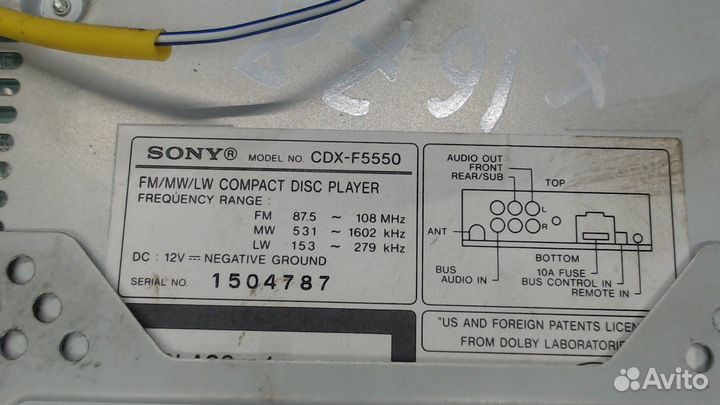 SONY® MODEL NO. CDX-F5550
FM/MW/LW COMPACT DISC PLAYER
FREQUENCY RANGE :
FM 87.5 ~ 108 MHz
MW 531 ~ 1602 kHz
LW 153 ~ 279 kHz
DC : 12V ⎓ NEGATIVE GROUND
SERIAL NO. 1504787
AUDIO OUT
FRONT
REAR/SUB
TOP
L
R
ANT
BOTTOM
BUS
AUDIO IN
10A FUSE
BUS CONTROL IN
REMOTE IN
"US AND FOREIGN PATENTS LICEN
FROM DOLBY LABORATORIE
Avito